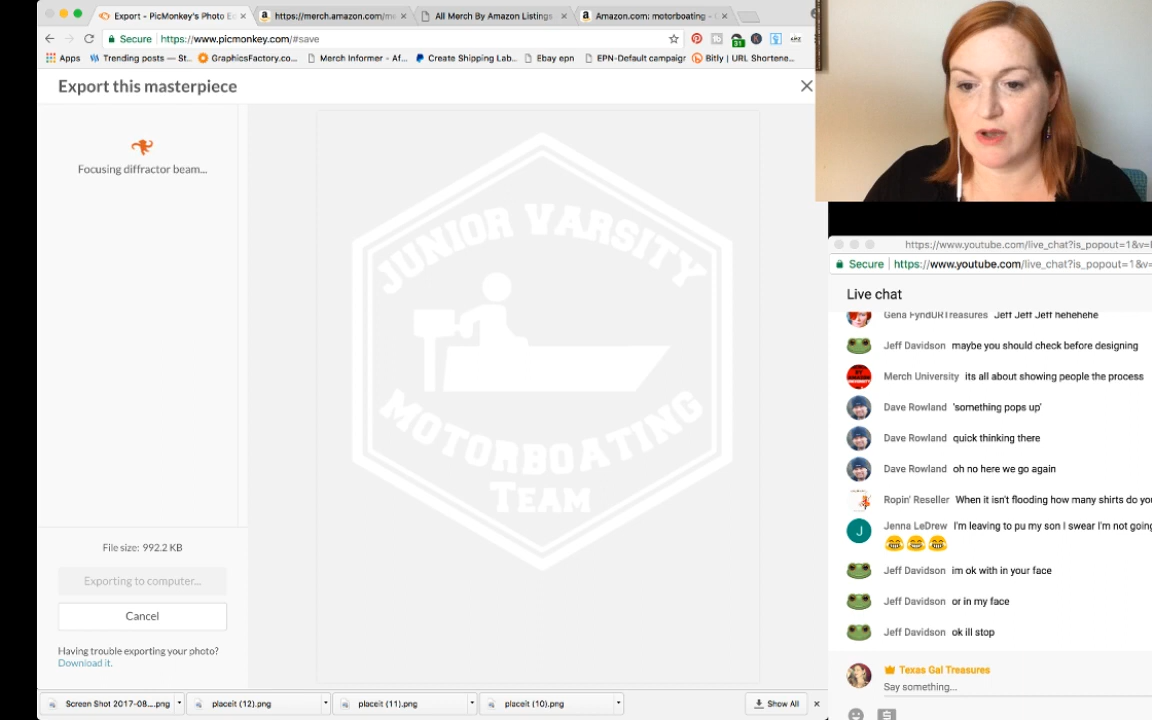 Export - PicMonkey's Photo Ec
https://merch.amazon.com/me
All Merch By Amazon Listings
Amazon.com: motorboating - C
Secure https://www.picmonkey.com/#save
Apps Trending posts — St... GraphicsFactory.co... Merch Informer - Af... Create Shipping Lab... Ebay epn EPN-Default campaign Bitly | URL Shortene...
Export this masterpiece
Focusing diffractor beam...
JUNIOR VARSITY
MOTORBOATING
TEAM
File size: 992.2 KB
Exporting to computer...
Cancel
Having trouble exporting your photo?
Download it.
Screen Shot 2017-08....png
placeit (12).png
placeit (11).png
placeit (10).png
Show All
https://www.youtube.com/live_chat?is_popout=1&v=
Secure https://www.youtube.com/live_chat?is_popout=1&v=
Live chat
Gena FyndURTreasures Jeff Jeff Jeff hehehehe
Jeff Davidson maybe you should check before designing
Merch University its all about showing people the process
Dave Rowland 'something pops up'
Dave Rowland quick thinking there
Dave Rowland oh no here we go again
Ropin' Reseller When it isn't flooding how many shirts do yo
Jenna LeDrew I'm leaving to pu my son I swear I'm not going
Jeff Davidson im ok with in your face
Jeff Davidson or in my face
Jeff Davidson ok ill stop
Texas Gal Treasures
Say something...